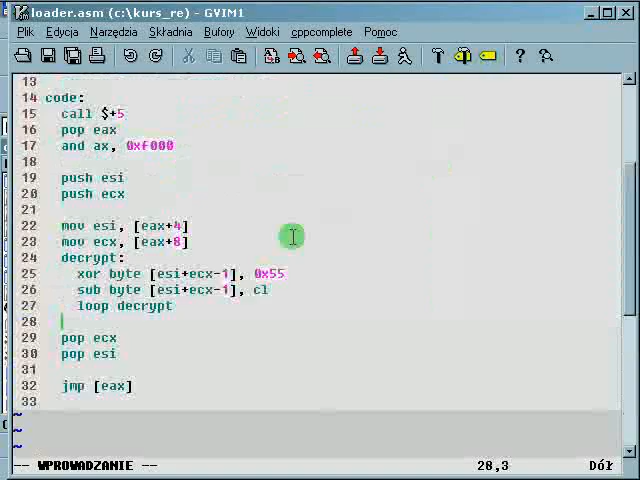 loader.asm (c:\kurs_re) - GVIM1
Plik Edycja Narzędzia Składnia Bufory Widoki cppcomplete Pomoc
13
14 code:
15 call $+5
16 pop eax
17 and ax, 0xf000
18
19 push esi
20 push ecx
21
22 mov esi, [eax+4]
23 mov ecx, [eax+8]
24 decrypt:
25 xor byte [esi+ecx-1], 0x55
26 sub byte [esi+ecx-1], cl
27 loop decrypt
28
29 pop ecx
30 pop esi
31
32 jmp [eax]
33
~
~
~
-- WPROWADZANIE -- 28,3 Dół